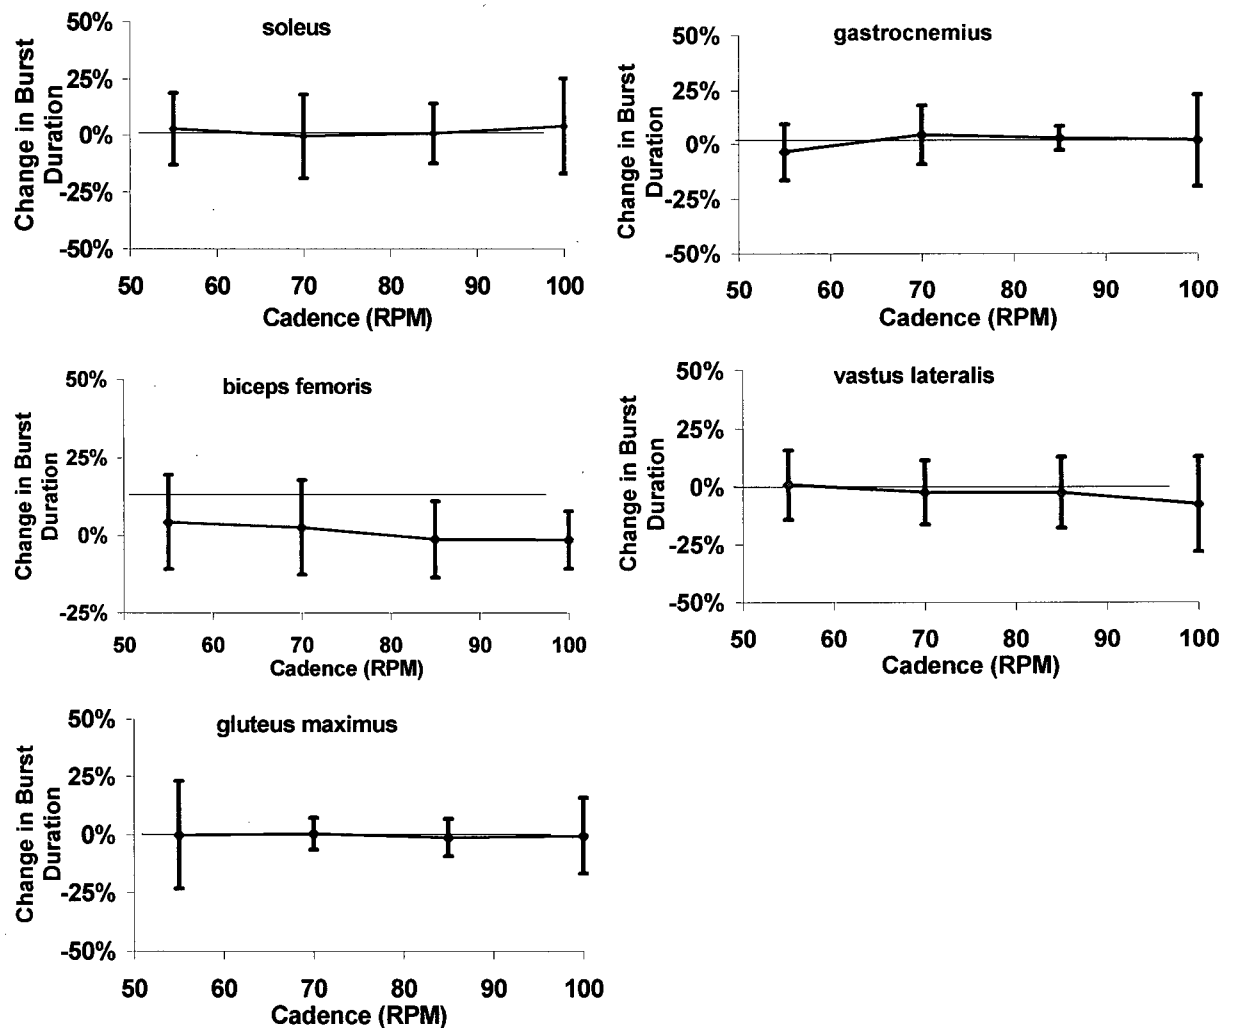 soleus
50%
25%
0%
-25%
-50%
Change in Burst
Duration
50 60 70 80 90 100
Cadence (RPM)
gastrocnemius
50%
25%
0%
-25%
-50%
Change in Burst
Duration
50 60 70 80 90 100
Cadence (RPM)
biceps femoris
50%
25%
0%
-25%
Change in Burst
Duration
50 60 70 80 90 100
Cadence (RPM)
vastus lateralis
50%
25%
0%
-25%
-50%
Change in Burst
Duration
50 60 70 80 90 100
Cadence (RPM)
gluteus maximus
50%
25%
0%
-25%
-50%
Change in Burst
Duration
50 60 70 80 90 100
Cadence (RPM)